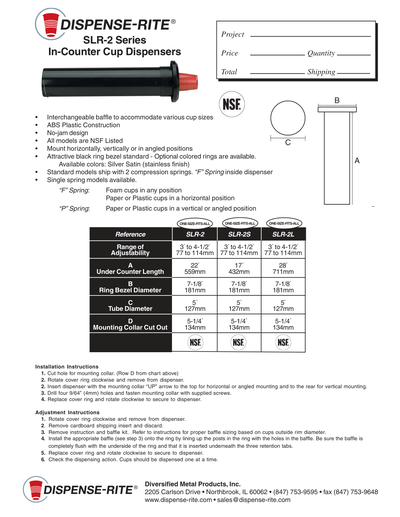 DISPENSE-RITE®
SLR-2 Series
In-Counter Cup Dispensers
Project
Price Quantity
Total Shipping
NSF.
B
C
A
• Interchangeable baffle to accommodate various cup sizes
• ABS Plastic Construction
• No-jam design
• All models are NSF Listed
• Mount horizontally, vertically or in angled positions
• Attractive black ring bezel standard - Optional colored rings are available.
Available colors: Silver Satin (stainless finish)
• Standard models ship with 2 compression springs. "F" Spring inside dispenser
• Single spring models available.
"F" Spring: Foam cups in any position
Paper or Plastic cups in a horizontal position
"P" Spring: Paper or Plastic cups in a vertical or angled position
ONE-SIZE-FITS-ALL ONE-SIZE-FITS-ALL ONE-SIZE-FITS-ALL
Reference SLR-2 SLR-2S SLR-2L
Range of Adjustability 3" to 4-1/2" 77 to 114mm 3" to 4-1/2" 77 to 114mm 3" to 4-1/2" 77 to 114mm
A Under Counter Length 22" 559mm 17" 432mm 28" 711mm
B Ring Bezel Diameter 7-1/8" 181mm 7-1/8" 181mm 7-1/8" 181mm
C Tube Diameter 5" 127mm 5" 127mm 5" 127mm
D Mounting Collar Cut Out 5-1/4" 134mm 5-1/4" 134mm 5-1/4" 134mm
NSF. NSF. NSF.
Installation Instructions
1. Cut hole for mounting collar. (Row D from chart above)
2. Rotate cover ring clockwise and remove from dispenser.
2. Insert dispenser with the mounting collar "UP" arrow to the top for horizontal or angled mounting and to the rear for vertical mounting.
3. Drill four 9/64" (4mm) holes and fasten mounting collar with supplied screws.
4. Replace cover ring and rotate clockwise to secure to dispenser.
Adjustment Instructions
1. Rotate cover ring clockwise and remove from dispenser.
2. Remove cardboard shipping insert and discard.
3. Remove instruction and baffle kit. Refer to instructions for proper baffle sizing based on cups outside rim diameter.
4. Install the appropriate baffle (see step 3) onto the ring by lining up the posts in the ring with the holes in the baffle. Be sure the baffle is
completely flush with the underside of the ring and that it is inserted underneath the three retention tabs.
5. Replace cover ring and rotate clockwise to secure to dispenser.
6. Check the dispensing action. Cups should be dispensed one at a time.
DISPENSE-RITE®
Diversified Metal Products, Inc.
2205 Carlson Drive • Northbrook, IL 60062 • (847) 753-9595 • fax (847) 753-9648
www.dispense-rite.com • sales@dispense-rite.com